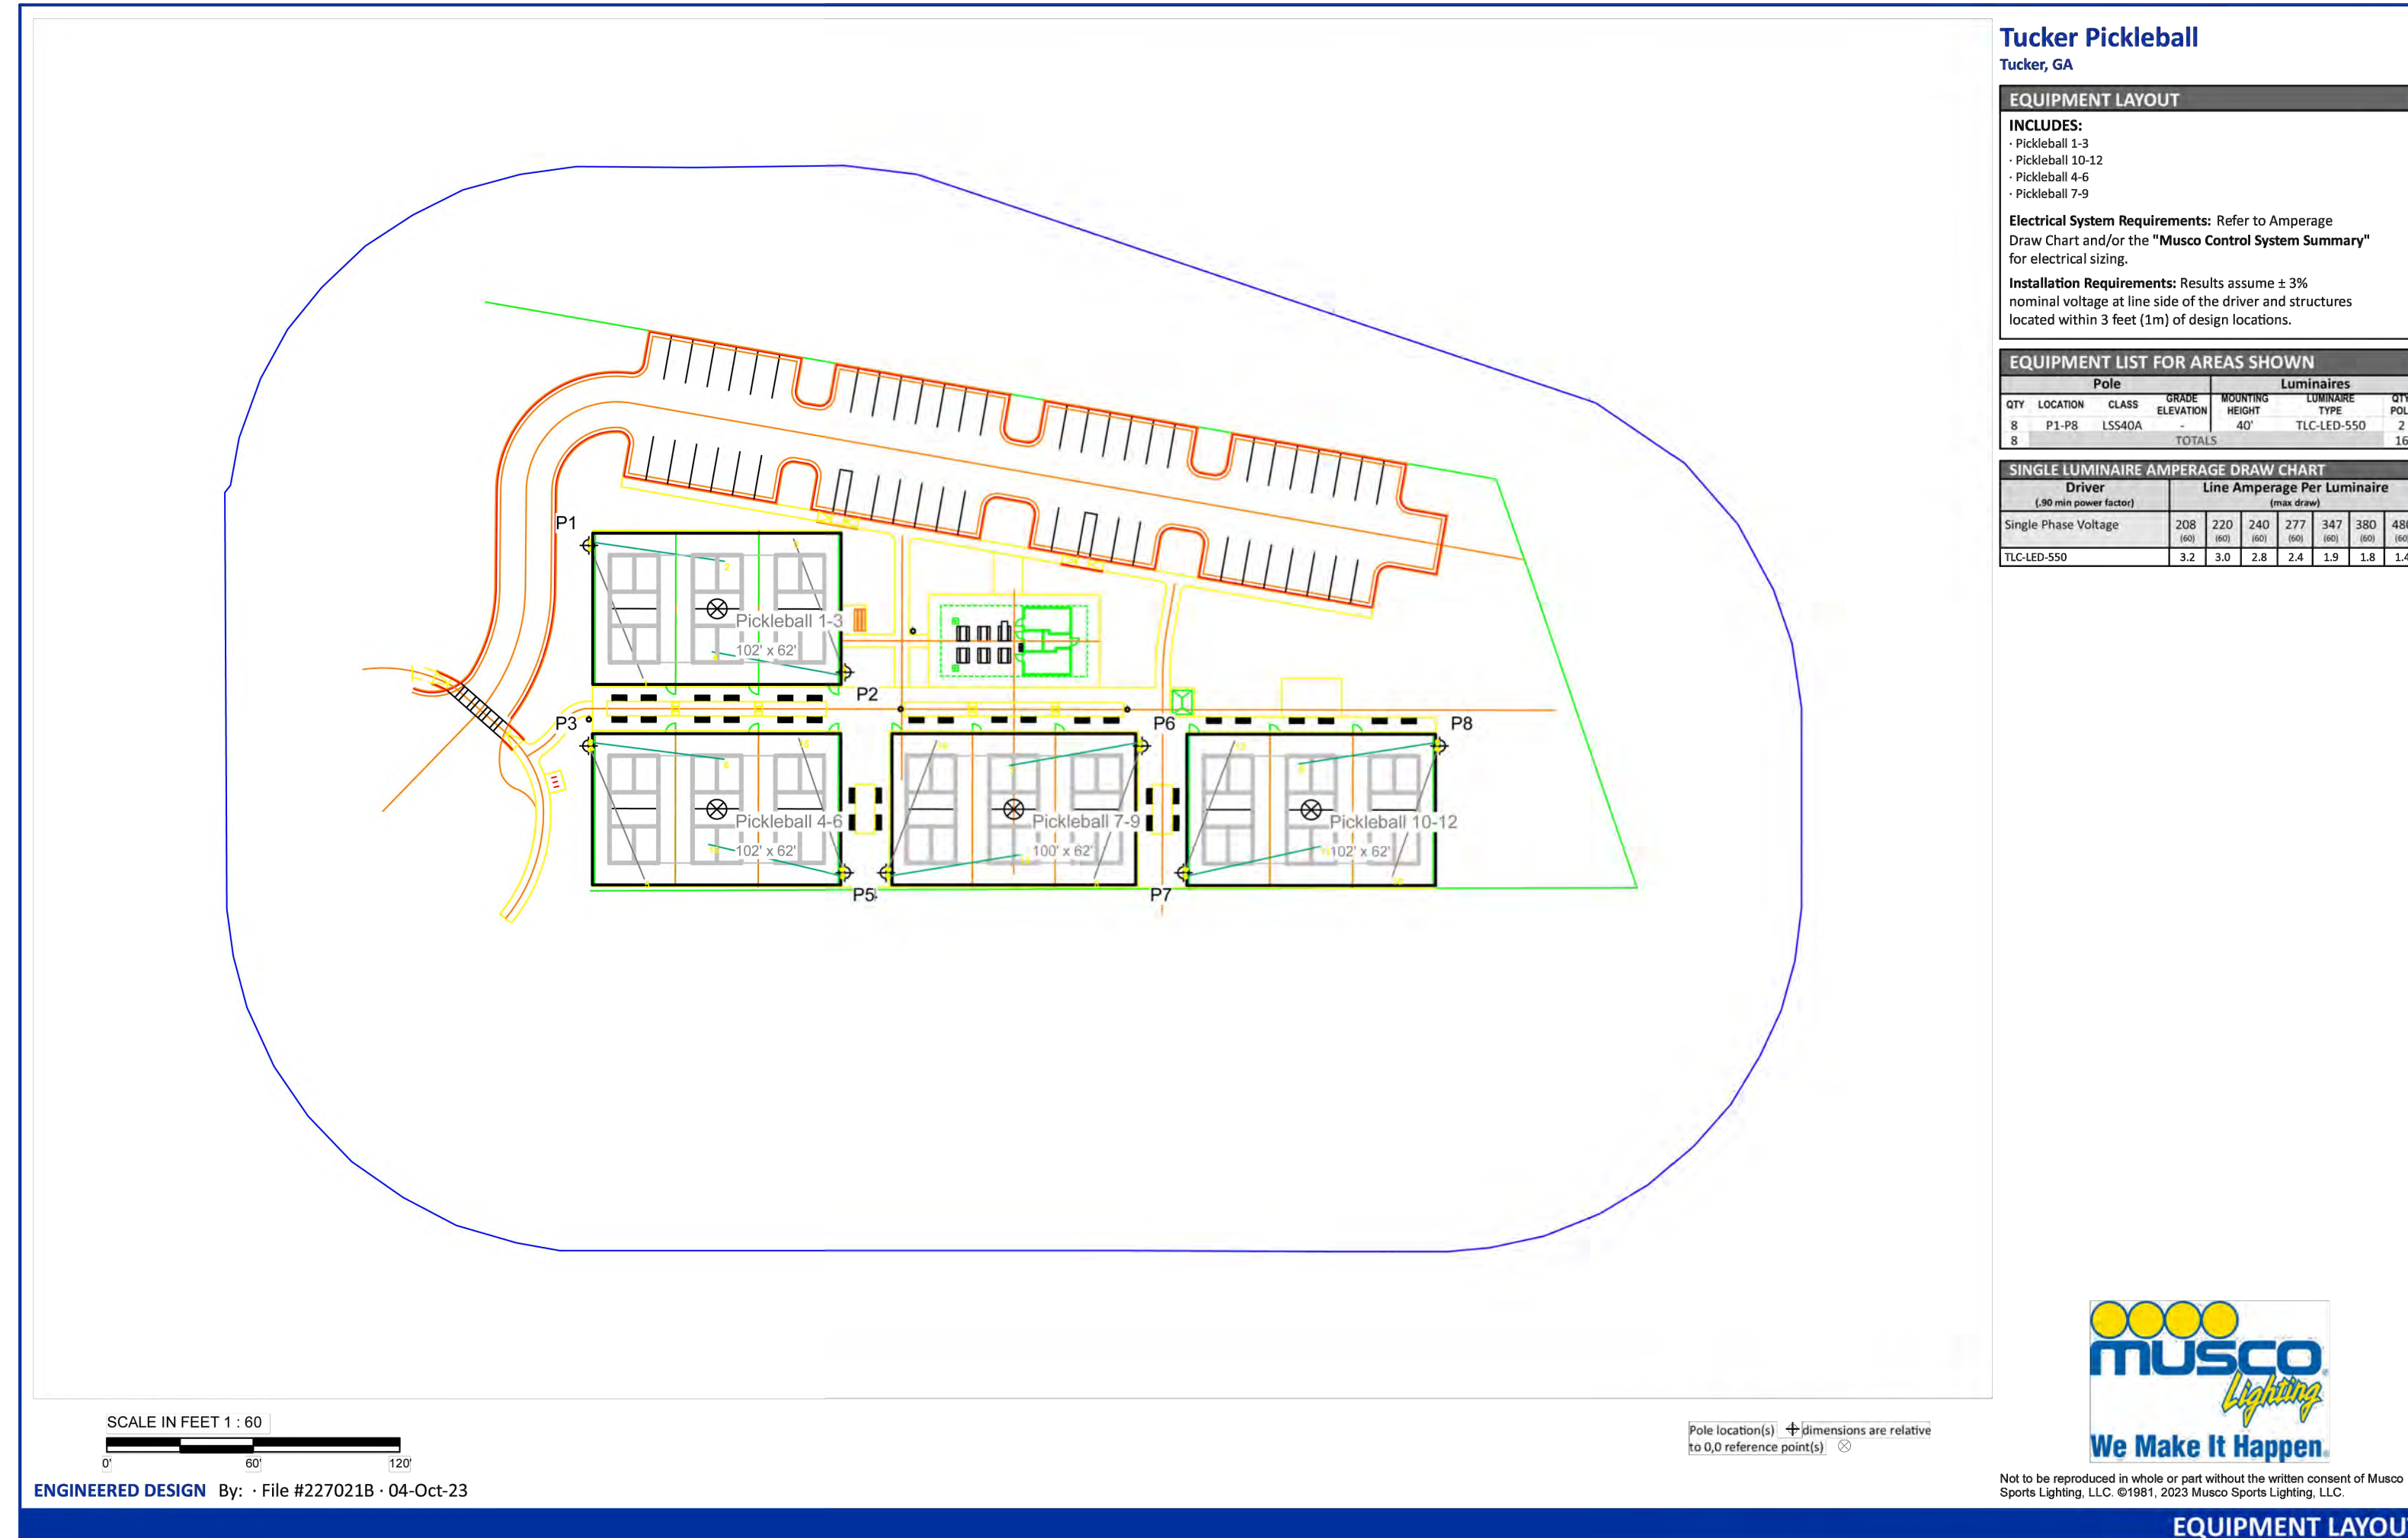 Tucker Pickleball
Tucker, GA
EQUIPMENT LAYOUT
INCLUDES:
· Pickleball 1-3
· Pickleball 10-12
· Pickleball 4-6
· Pickleball 7-9
Electrical System Requirements: Refer to Amperage
Draw Chart and/or the "Musco Control System Summary"
for electrical sizing.
Installation Requirements: Results assume ± 3%
nominal voltage at line side of the driver and structures
located within 3 feet (1m) of design locations.
EQUIPMENT LIST FOR AREAS SHOWN
Pole Luminaires
QTY LOCATION CLASS GRADE ELEVATION MOUNTING HEIGHT LUMINAIRE TYPE QTY POL
8 P1-P8 LSS40A - 40' TLC-LED-550 2
8 TOTALS 16
SINGLE LUMINAIRE AMPERAGE DRAW CHART
Driver Line Amperage Per Luminaire
(.90 min power factor) (max draw)
Single Phase Voltage 208 220 240 277 347 380 480
(60) (60) (60) (60) (60) (60) (60)
TLC-LED-550 3.2 3.0 2.8 2.4 1.9 1.8 1.4
P1
2
Pickleball 1-3
102' x 62'
P2
P3
P6
P8
6
Pickleball 4-6
102' x 62'
Pickleball 7-9
100' x 62'
Pickleball 10-12
102' x 62'
P5
P7
SCALE IN FEET 1 : 60
0' 60' 120'
ENGINEERED DESIGN By: · File #227021B · 04-Oct-23
Pole location(s) dimensions are relative
to 0,0 reference point(s)
musco
Lighting
We Make It Happen.
Not to be reproduced in whole or part without the written consent of Musco
Sports Lighting, LLC. ©1981, 2023 Musco Sports Lighting, LLC.
EQUIPMENT LAYOU